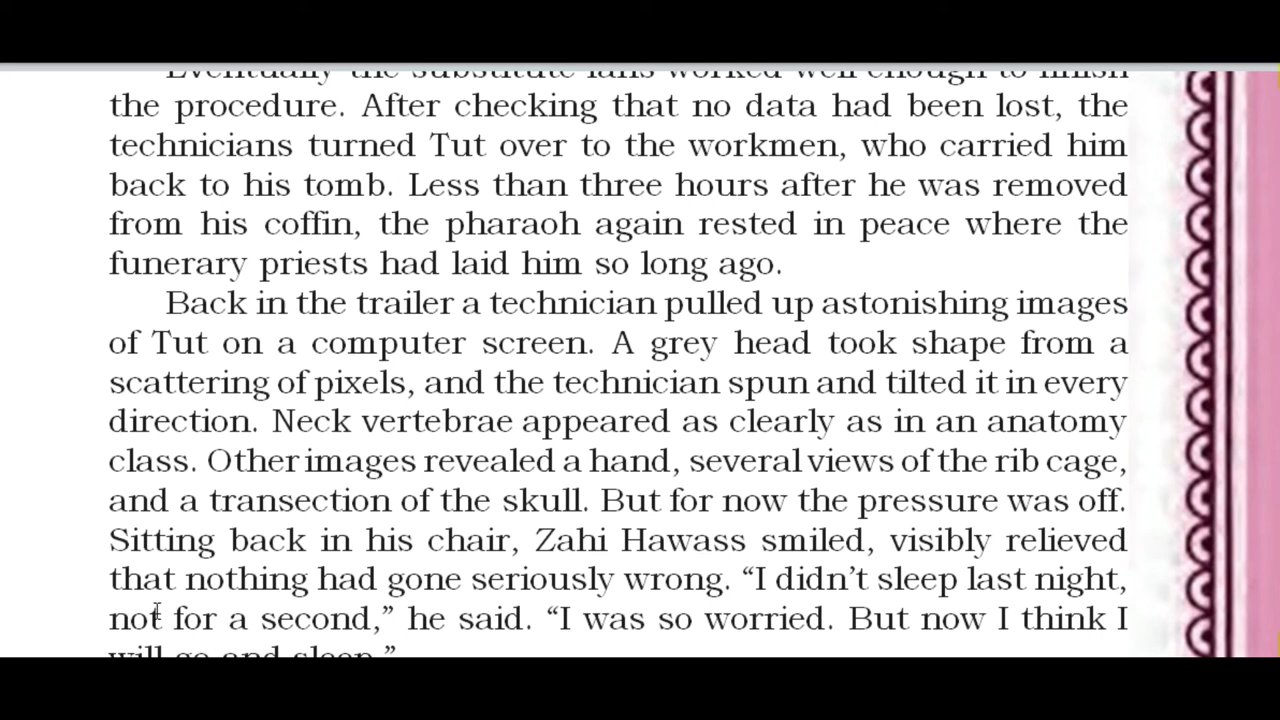 Eventually the substitute fans worked well enough to finish
the procedure. After checking that no data had been lost, the
technicians turned Tut over to the workmen, who carried him
back to his tomb. Less than three hours after he was removed
from his coffin, the pharaoh again rested in peace where the
funerary priests had laid him so long ago.
Back in the trailer a technician pulled up astonishing images
of Tut on a computer screen. A grey head took shape from a
scattering of pixels, and the technician spun and tilted it in every
direction. Neck vertebrae appeared as clearly as in an anatomy
class. Other images revealed a hand, several views of the rib cage,
and a transection of the skull. But for now the pressure was off.
Sitting back in his chair, Zahi Hawass smiled, visibly relieved
that nothing had gone seriously wrong. “I didn’t sleep last night,
not for a second,” he said. “I was so worried. But now I think I
will go and sleep.”